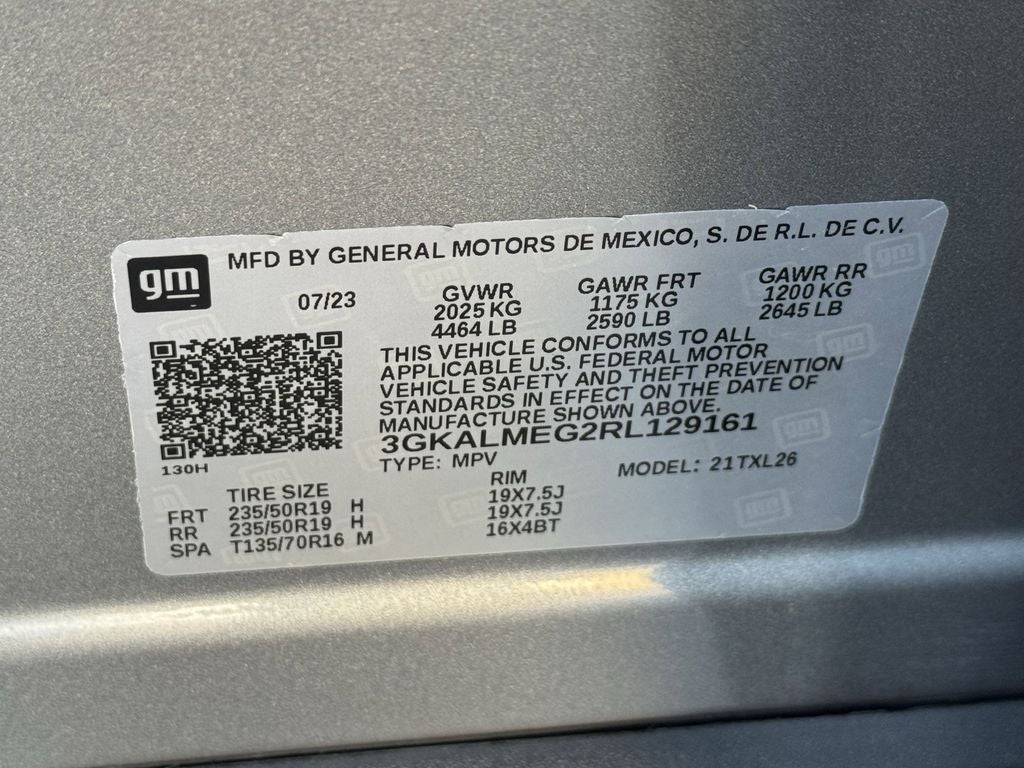 gm
MFD BY GENERAL MOTORS DE MEXICO, S. DE R.L. DE C.V.
07/23 GVWR GAWR FRT GAWR RR
2025 KG 1175 KG 1200 KG
4464 LB 2590 LB 2645 LB
THIS VEHICLE CONFORMS TO ALL
APPLICABLE U.S. FEDERAL MOTOR
VEHICLE SAFETY AND THEFT PREVENTION
STANDARDS IN EFFECT ON THE DATE OF
MANUFACTURE SHOWN ABOVE.
3GKALMEG2RL129161
130H
TYPE: MPV MODEL: 21TXL26
TIRE SIZE RIM
FRT 235/50R19 H 19X7.5J
RR 235/50R19 H 19X7.5J
SPA T135/70R16 M 16X4BT